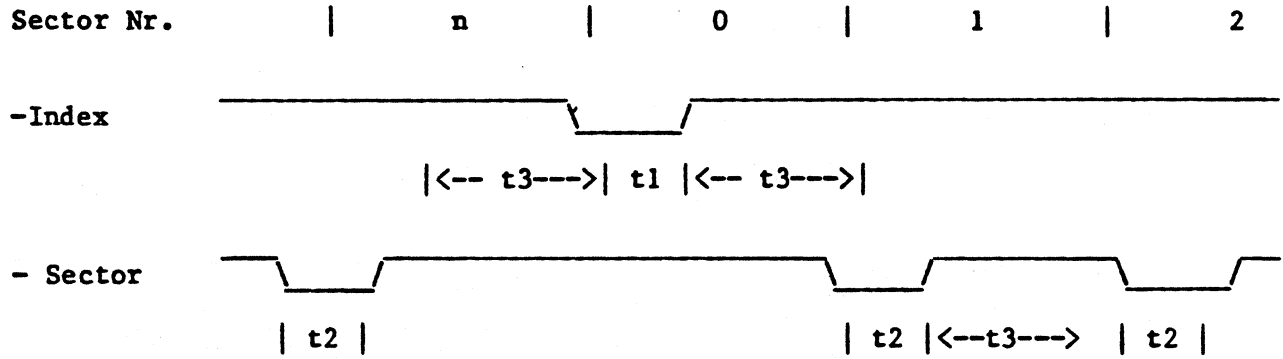 Sector Nr. | n | 0 | 1 | 2
-Index
|<-- t3--->| t1 |<-- t3--->|
- Sector
| t2 | | t2 |<--t3---> | t2 |